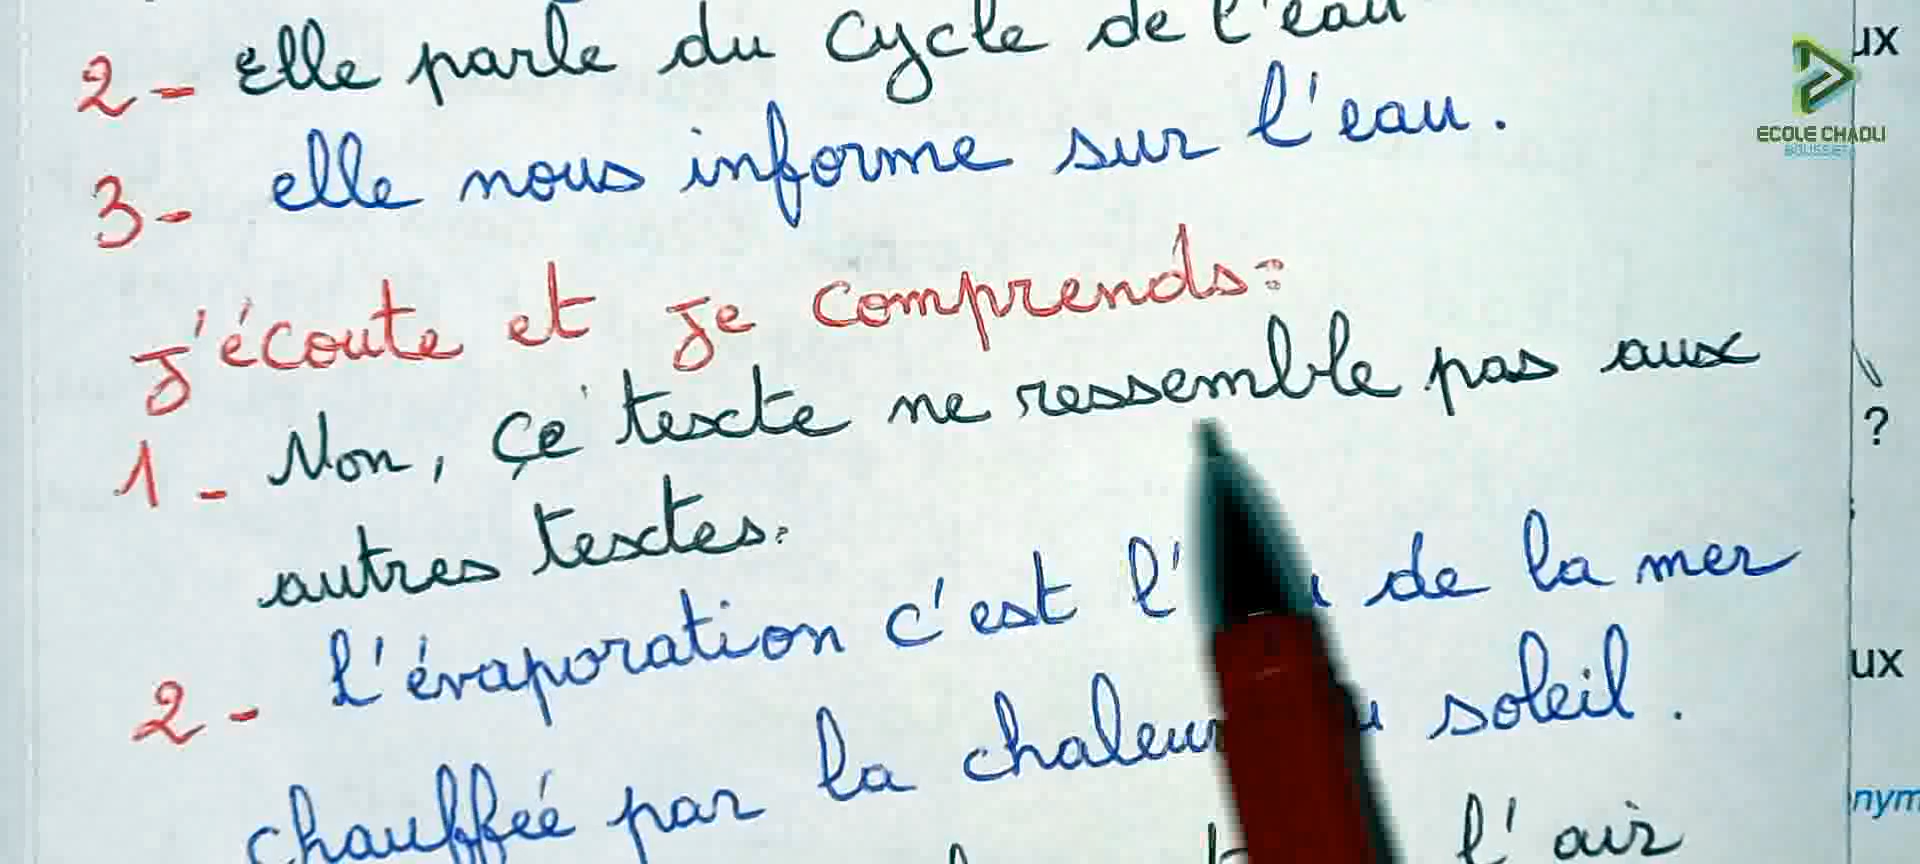 2- Elle parle du cycle de l'eau
3- elle nous informe sur l'eau.
J'écoute et je comprends:
1- Non, çe texte ne ressemble pas aux
autres textes.
2- L'évaporation c'est de la mer
chauffée par la chaleur soleil.
l'air
ECOLE CHAOLI
ux
?
ux
nym